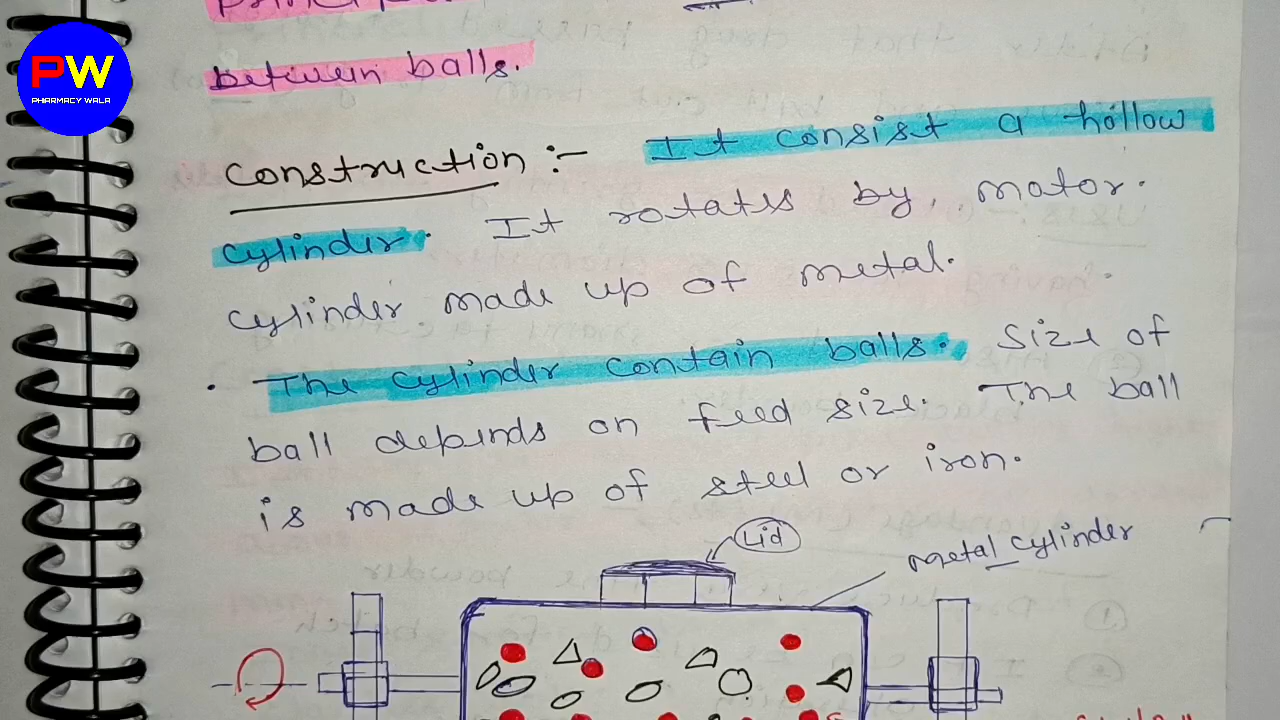 PW
PHARMACY WALA
between balls.
Construction :- It consist a hollow
cylinder. It rotates by motor.
cylinder made up of metal.
• The cylinder contain balls. Size of
ball depends on feed size. The ball
is made up of steel or iron.
Lid
metal cylinder